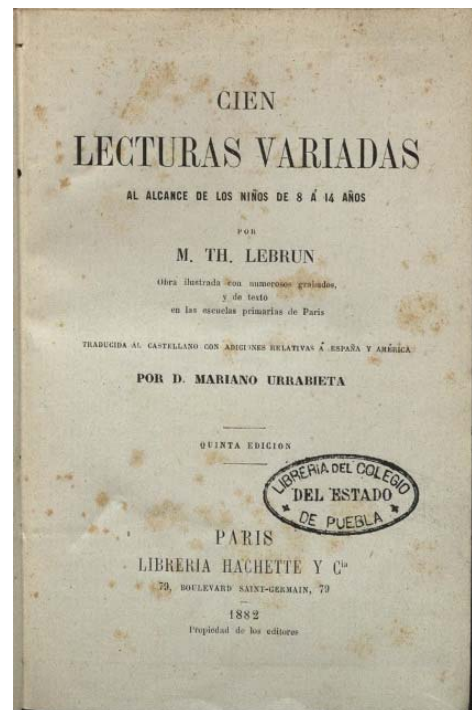 CIEN
LECTURAS VARIADAS
AL ALCANCE DE LOS NIÑOS DE 8 Á 14 AÑOS
POR
M. TH. LEBRUN
Obra ilustrada con numerosos grabados,
y de texto
en las escuelas primarias de Paris
TRADUCIDA AL CASTELLANO CON ADICIONES RELATIVAS Á ESPAÑA Y AMÉRICA
POR D. MARIANO URRABIETA
QUINTA EDICION
LIBRERIA DEL COLEGIO
DEL ESTADO
DE PUEBLA
PARIS
LIBRERIA HACHETTE Y Cia
79, BOULEVARD SAINT-GERMAIN, 79
1882
Propiedad de los editores